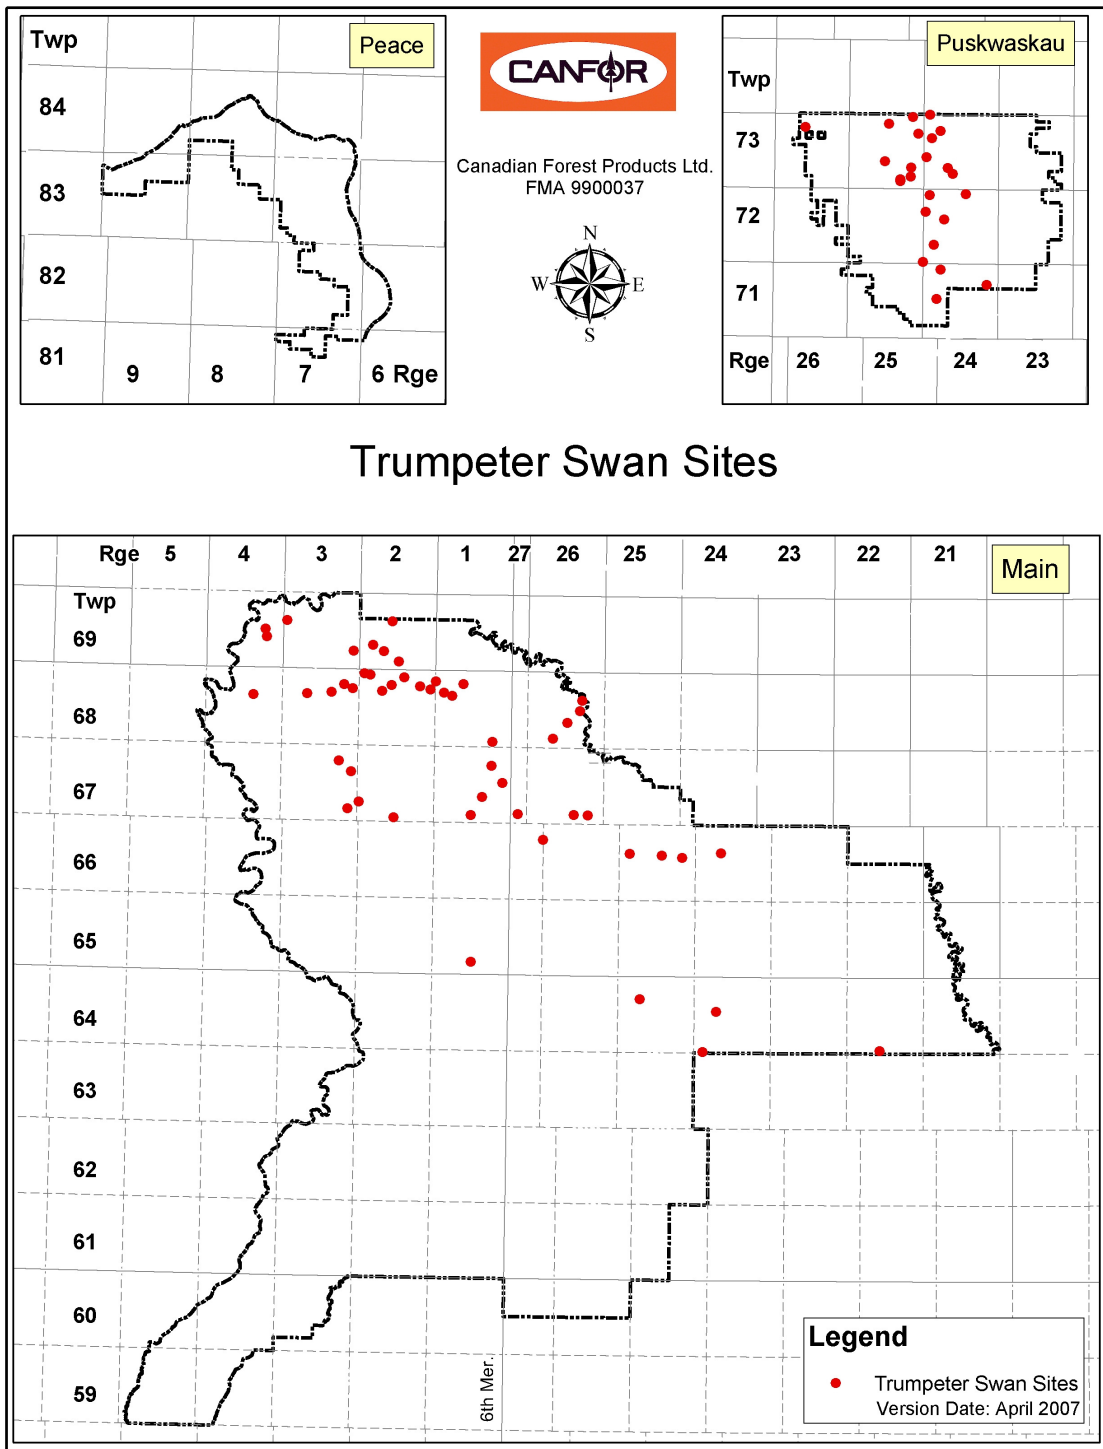 Twp
Peace
84
83
82
81
9 8 7 6 Rge
CANFOR
Canadian Forest Products Ltd.
FMA 9900037
N
W E
S
Puskwaskau
Twp
73
72
71
Rge 26 25 24 23
Trumpeter Swan Sites
Rge 5 4 3 2 1 27 26 25 24 23 22 21
Main
Twp
69
68
67
66
65
64
63
62
61
60
59
6th Mer.
Legend
Trumpeter Swan Sites
Version Date: April 2007